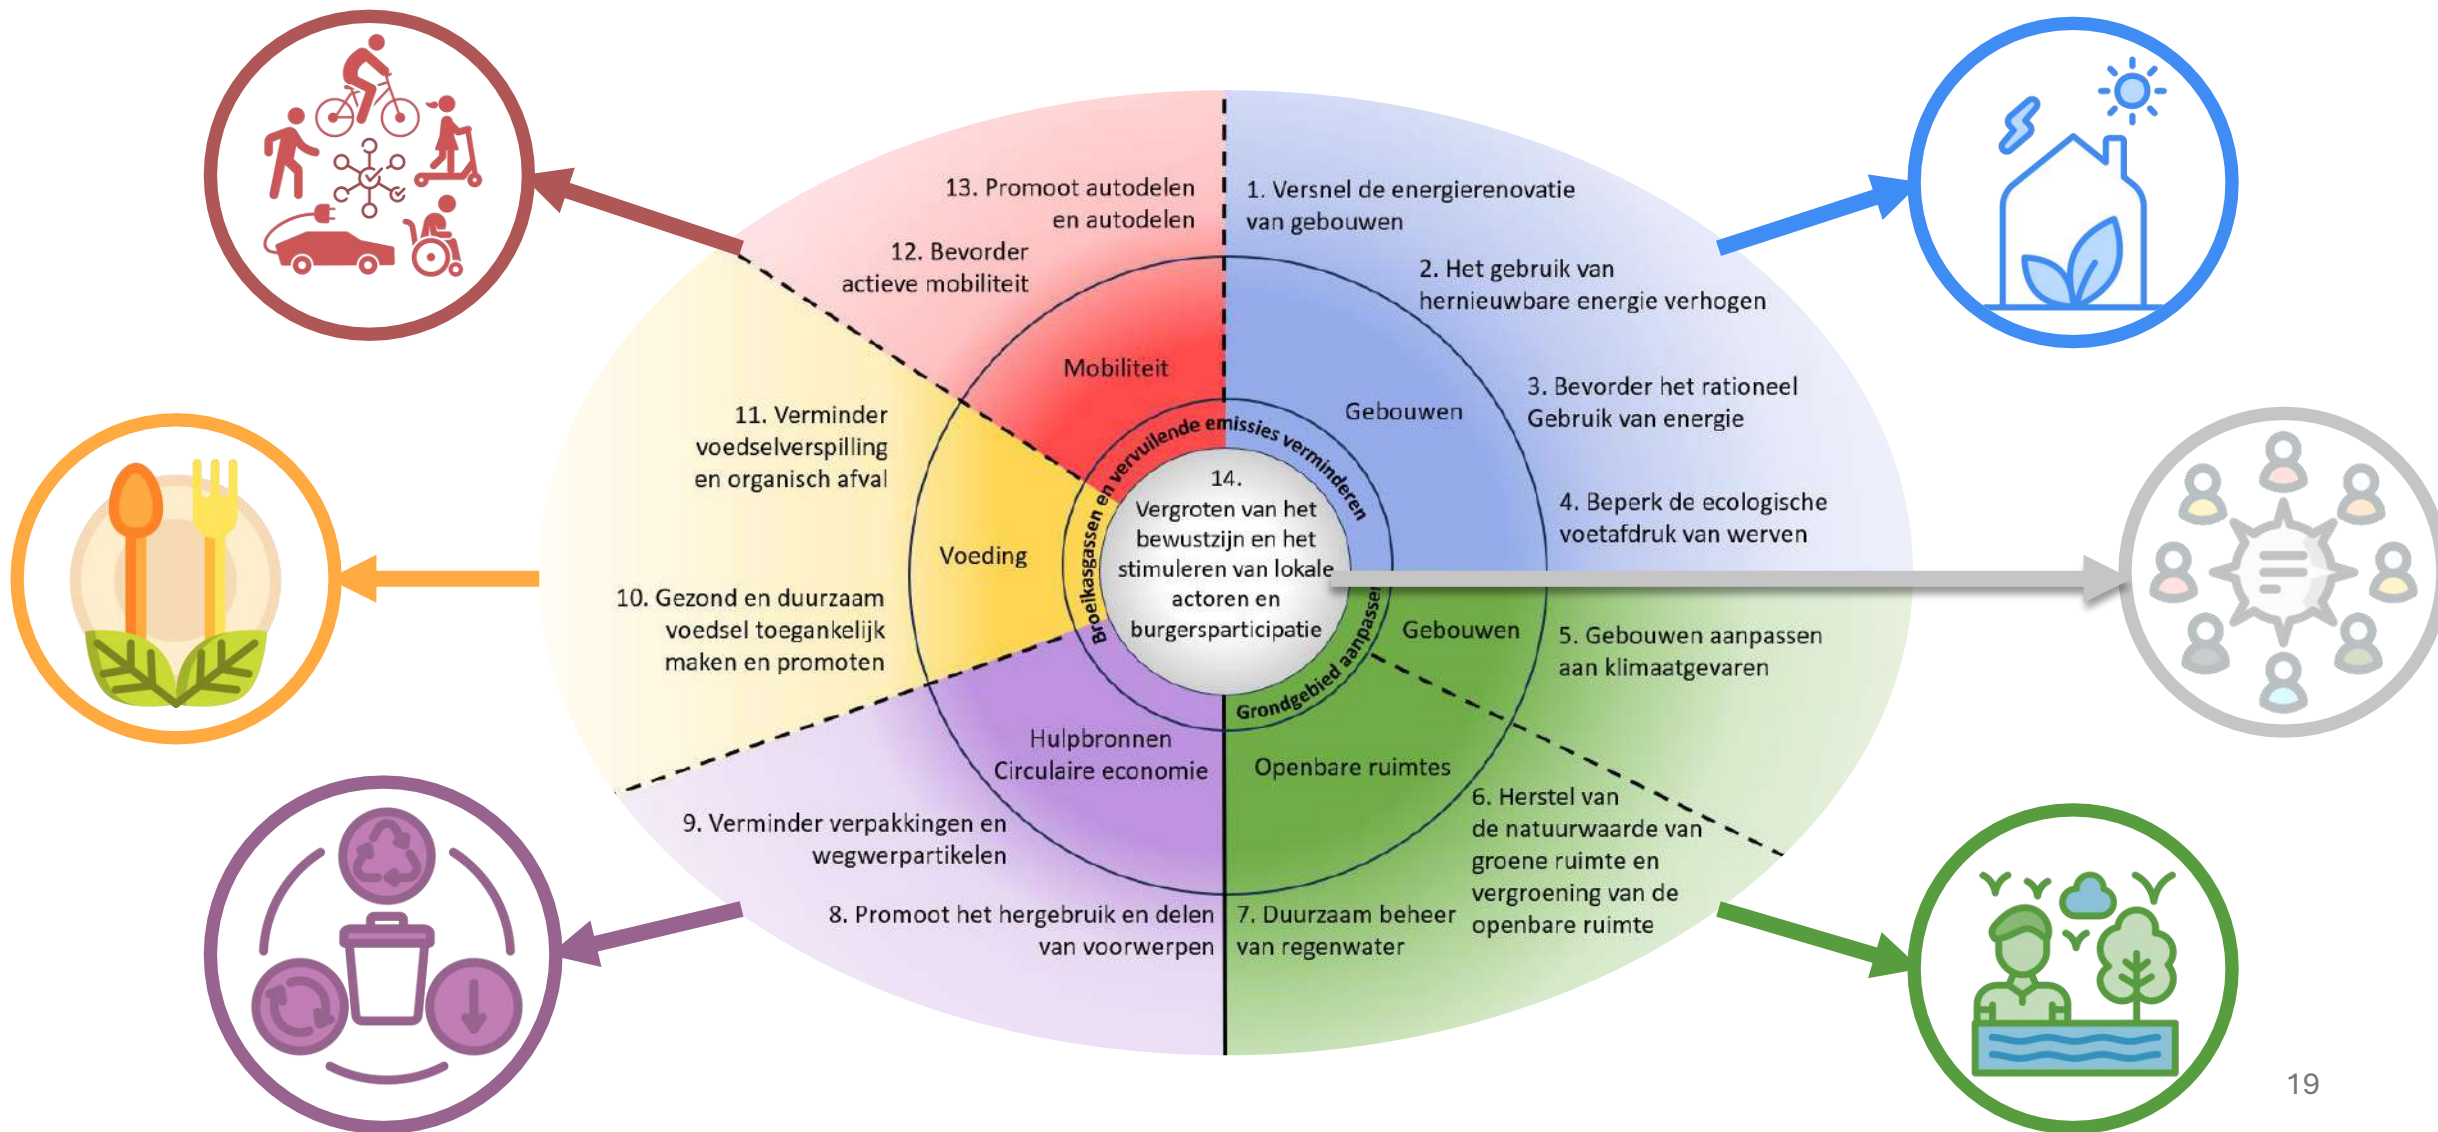 13. Promoot autodelen
en autodelen
12. Bevorder
actieve mobiliteit
Mobiliteit
1. Versnel de energierenovatie
van gebouwen
2. Het gebruik van
hernieuwbare energie verhogen
3. Bevorder het rationeel
Gebruik van energie
4. Beperk de ecologische
voetafdruk van werven
Gebouwen
11. Verminder
voedselverspilling
en organisch afval
Voeding
10. Gezond en duurzaam
voedsel toegankelijk
maken en promoten
Broeikasgassen en vervuilende emissies verminderen
14.
Vergroten van het
bewustzijn en het
stimuleren van lokale
actoren en
burgersparticipatie
Grondgebied aanpassen
Gebouwen
5. Gebouwen aanpassen
aan klimaatgevaren
Hulpbronnen
Circulaire economie
Openbare ruimtes
9. Verminder verpakkingen en
wegwerpartikelen
8. Promoot het hergebruik en delen
van voorwerpen
7. Duurzaam beheer
van regenwater
6. Herstel van
de natuurwaarde van
groene ruimte en
vergroening van de
openbare ruimte
19